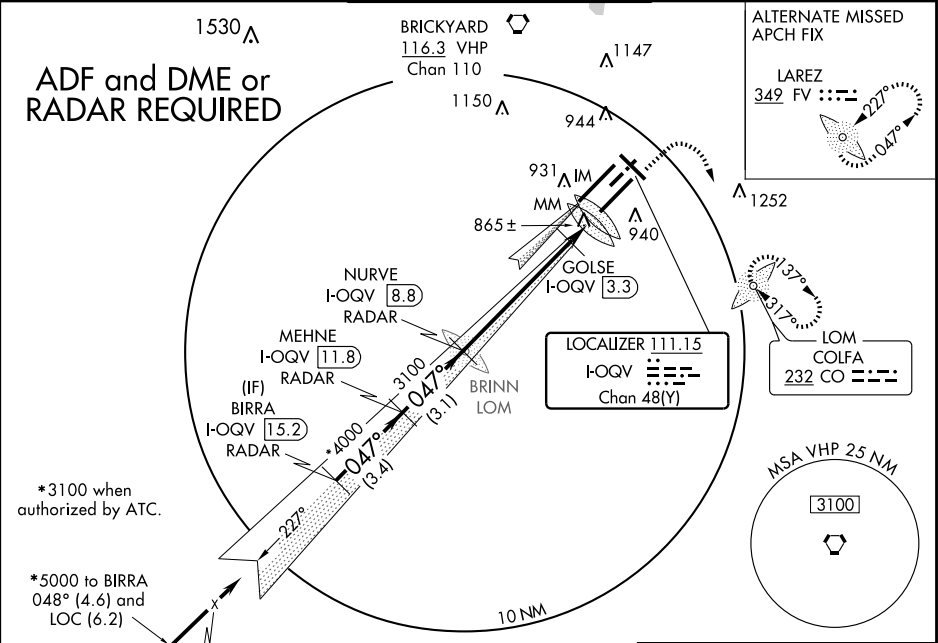 1530
BRICKYARD
116.3 VHP
Chan 110
1147
ALTERNATE MISSED
APCH FIX
LAREZ
349 FV
227°
047°
ADF and DME or
RADAR REQUIRED
1150
944
931
IM
MM
865±
940
1252
GOLSE
I-OQV 3.3
NURVE
I-OQV 8.8
RADAR
MEHNE
I-OQV 11.8
RADAR
(IF)
BIRRA
I-OQV 15.2
RADAR
3100
047°
(3.1)
*4000
047°
(3.4)
BRINN
LOM
LOCALIZER 111.15
I-OQV
Chan 48(Y)
137°
317°
LOM
COLFA
232 CO
MSA VHP 25 NM
3100
*3100 when
authorized by ATC.
227°
*5000 to BIRRA
048° (4.6) and
LOC (6.2)
x
10 NM